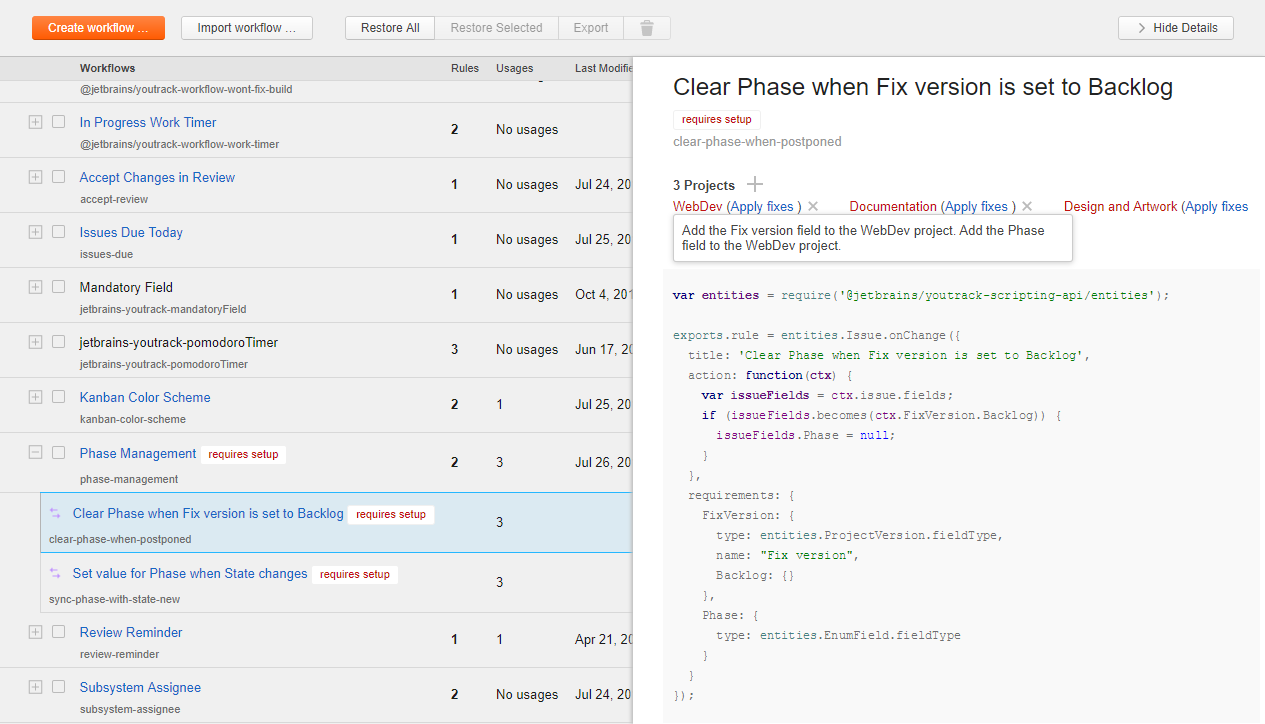 Create workflow ...
Import workflow ...
Restore All
Restore Selected
Export
Hide Details
Workflows Rules Usages Last Modifie
@jetbrains/youtrack-workflow-wont-fix-build
In Progress Work Timer 2 No usages
@jetbrains/youtrack-workflow-work-timer
Accept Changes in Review 1 No usages Jul 24, 20
accept-review
Issues Due Today 1 No usages Jul 25, 20
issues-due
Mandatory Field 1 No usages Oct 4, 201
jetbrains-youtrack-mandatoryField
jetbrains-youtrack-pomodoroTimer 3 No usages Jun 17, 20
jetbrains-youtrack-pomodoroTimer
Kanban Color Scheme 2 1 Jul 25, 20
kanban-color-scheme
Phase Management requires setup 2 3 Jul 26, 20
phase-management
Clear Phase when Fix version is set to Backlog requires setup 3
clear-phase-when-postponed
Set value for Phase when State changes requires setup 3
sync-phase-with-state-new
Review Reminder 1 1 Apr 21, 20
review-reminder
Subsystem Assignee 2 No usages Jul 24, 20
subsystem-assignee
Clear Phase when Fix version is set to Backlog
requires setup
clear-phase-when-postponed
3 Projects
WebDev (Apply fixes ) Documentation (Apply fixes ) Design and Artwork (Apply fixes
Add the Fix version field to the WebDev project. Add the Phase
field to the WebDev project.
var entities = require('@jetbrains/youtrack-scripting-api/entities');
exports.rule = entities.Issue.onChange({
title: 'Clear Phase when Fix version is set to Backlog',
action: function(ctx) {
var issueFields = ctx.issue.fields;
if (issueFields.becomes(ctx.FixVersion.Backlog)) {
issueFields.Phase = null;
}
},
requirements: {
FixVersion: {
type: entities.ProjectVersion.fieldType,
name: "Fix version",
Backlog: {}
},
Phase: {
type: entities.EnumField.fieldType
}
}
});